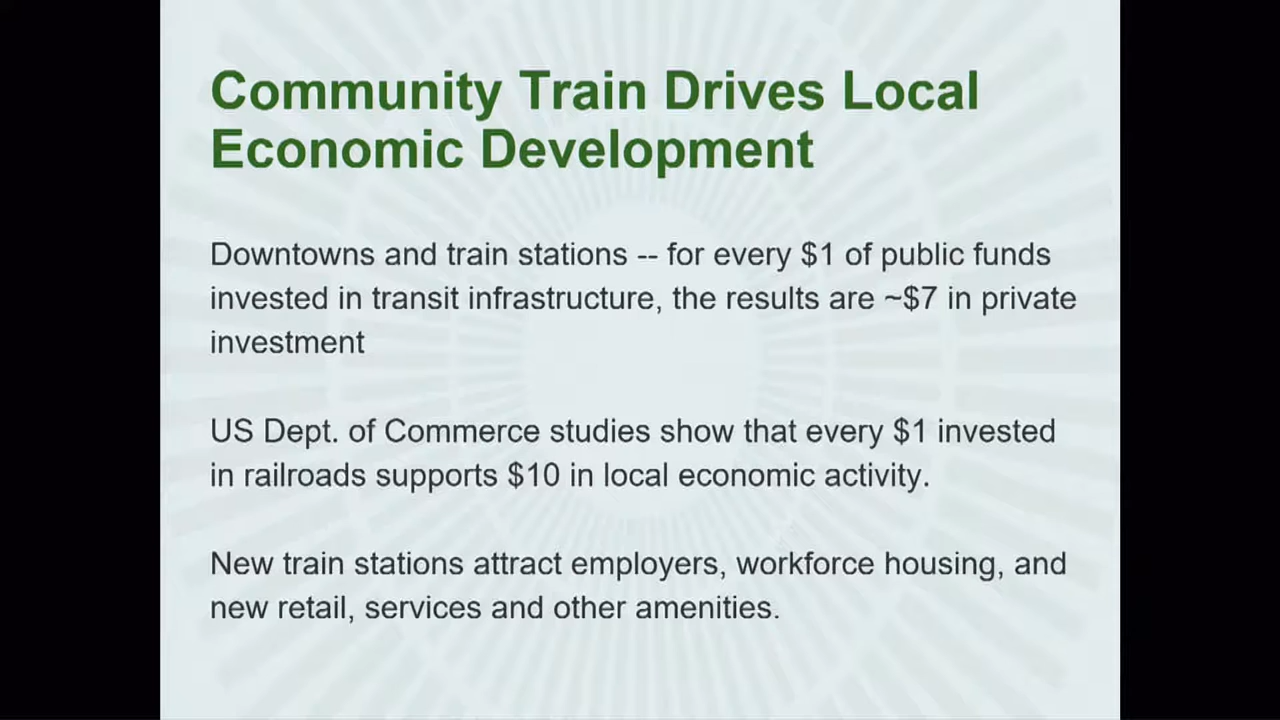 Community Train Drives Local
Economic Development
Downtowns and train stations -- for every $1 of public funds
invested in transit infrastructure, the results are ~$7 in private
investment
US Dept. of Commerce studies show that every $1 invested
in railroads supports $10 in local economic activity.
New train stations attract employers, workforce housing, and
new retail, services and other amenities.